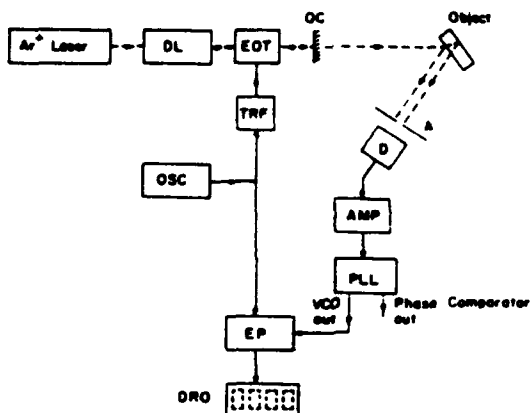 Ar+ Laser
DL
EOT
OC
Object
TRF
A
D
OSC
AMP
PLL
VCO
out
Phase Comparator
out
EP
DRO